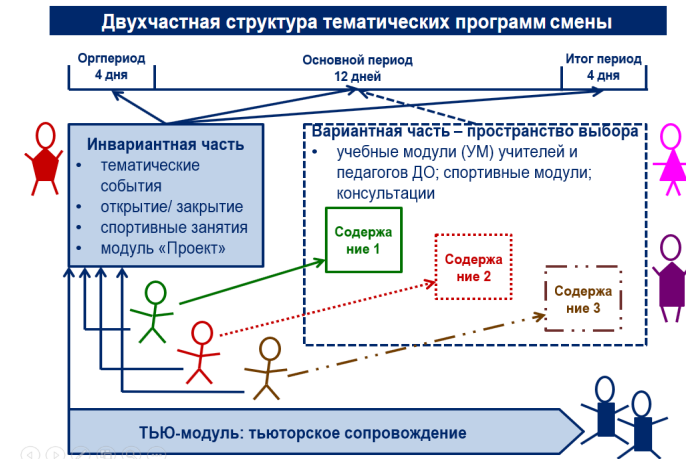 Двухчастная структура тематических программ смены
Оргпериод
4 дня
Основной период
12 дней
Итог период
4 дня
Инвариантная часть
• тематические
события
• открытие/ закрытие
• спортивные занятия
• модуль «Проект»
Вариантная часть – пространство выбора
• учебные модули (УМ) учителей и
педагогов ДО; спортивные модули;
консультации
Содержа
ние 1
Содержа
ние 2
Содержа
ние 3
ТЬЮ-модуль: тьюторское сопровождение